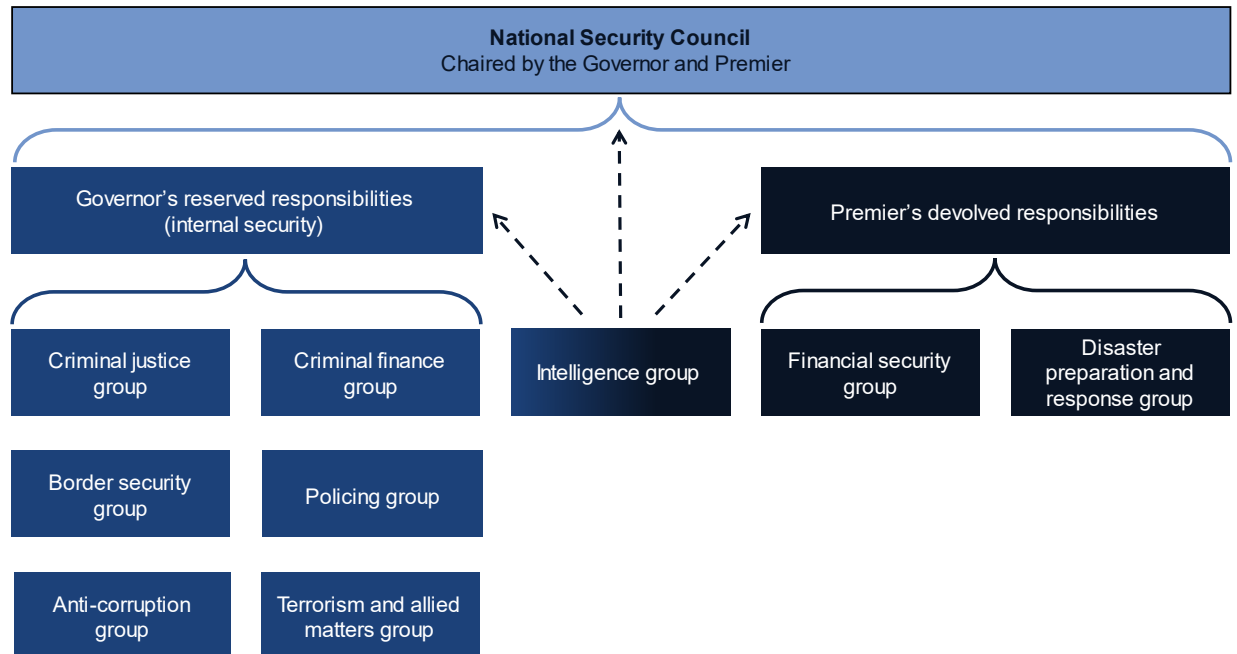 National Security Council
Chaired by the Governor and Premier
Governor’s reserved responsibilities
(internal security)
Premier’s devolved responsibilities
Criminal justice
group
Criminal finance
group
Intelligence group
Financial security
group
Disaster
preparation and
response group
Border security
group
Policing group
Anti-corruption
group
Terrorism and allied
matters group